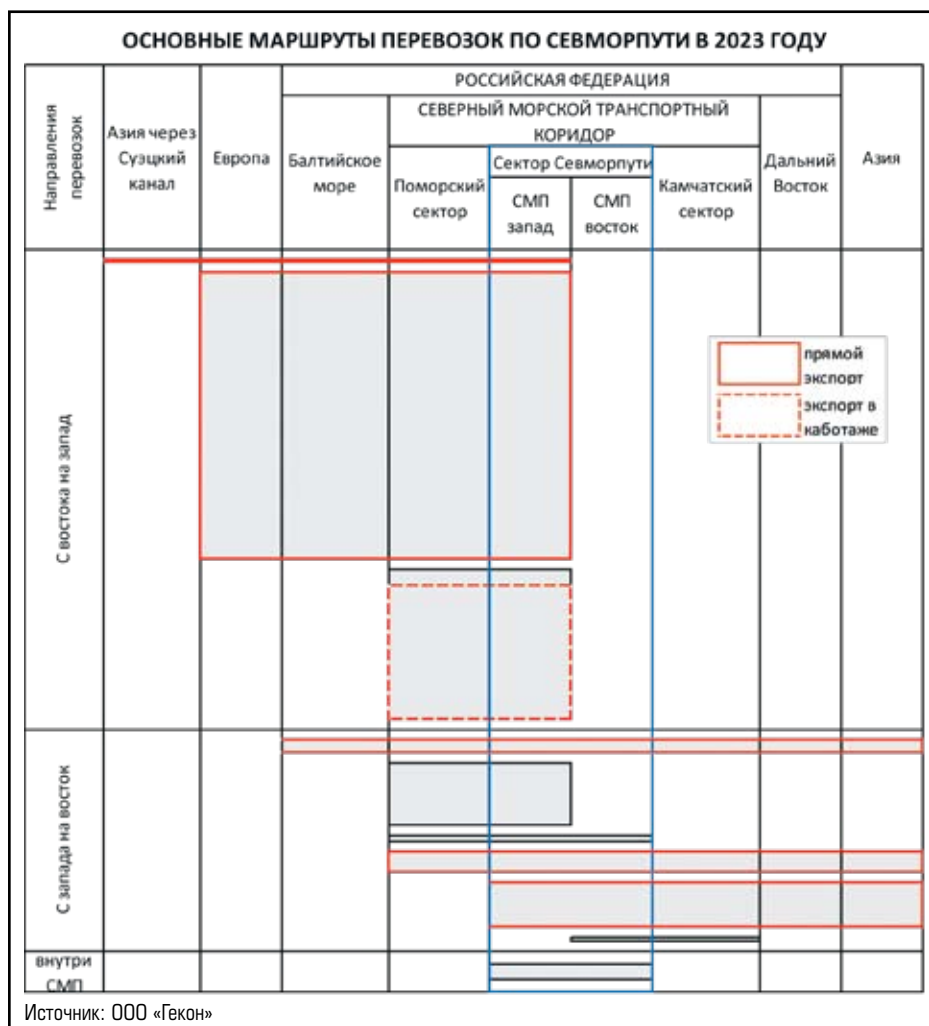 ОСНОВНЫЕ МАРШРУТЫ ПЕРЕВОЗОК ПО СЕВМОРПУТИ В 2023 ГОДУ
Направления
перевозок
Азия через
Суэцкий
канал
Европа
РОССИЙСКАЯ ФЕДЕРАЦИЯ
Балтийское
море
СЕВЕРНЫЙ МОРСКОЙ ТРАНСПОРТНЫЙ
КОРИДОР
Поморский
сектор
Сектор Севморпути
СМП
запад
СМП
восток
Камчатский
сектор
Дальний
Восток
Азия
С востока на запад
прямой
экспорт
экспорт в
каботаже
С запада на восток
внутри
СМП
Источник: ООО «Гекон»